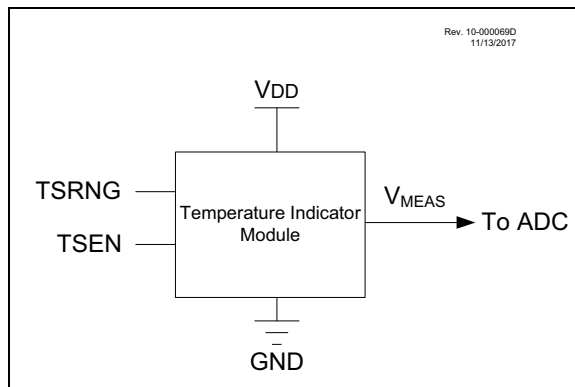 Rev. 10-000069D
11/13/2017
VDD
TSRNG
TSEN
Temperature Indicator
Module
VMEAS
To ADC
GND